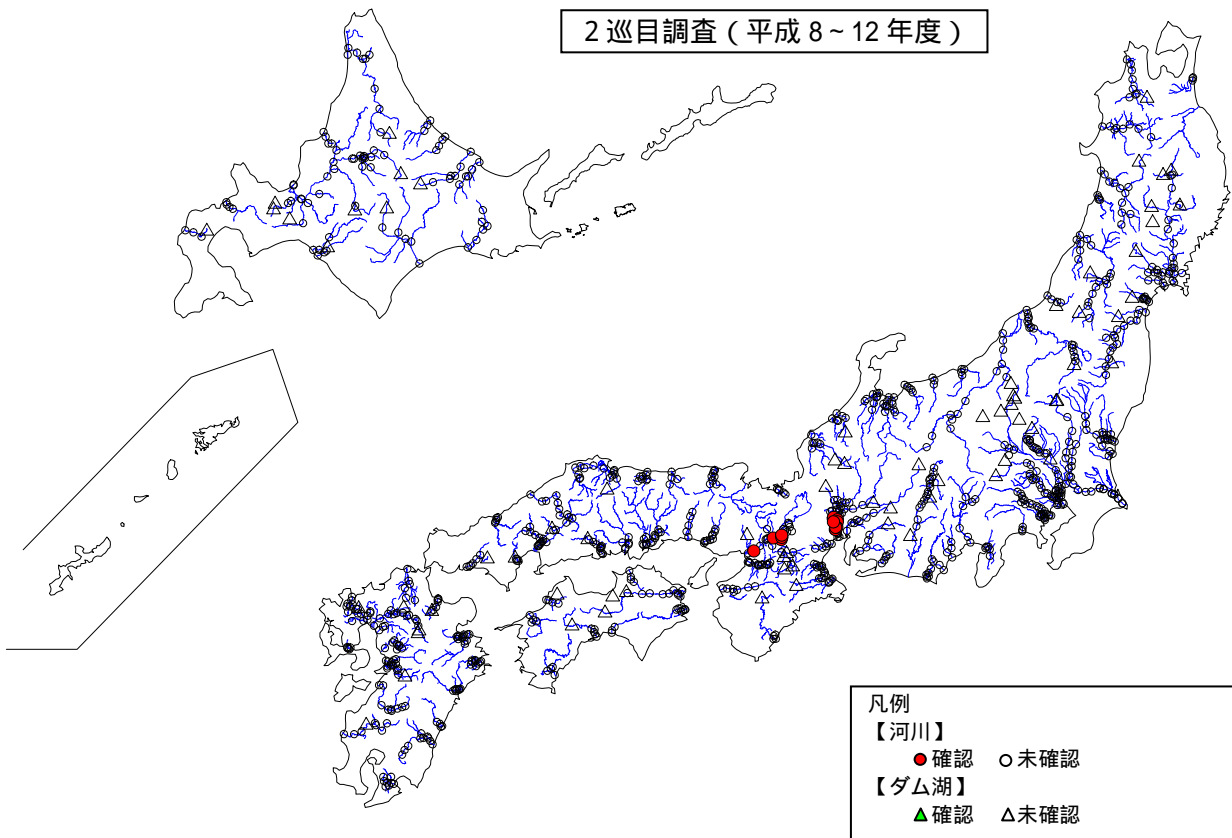 2巡目調査(平成8~12年度)
凡例
【河川】
確認 未確認
【ダム湖】
確認 未確認